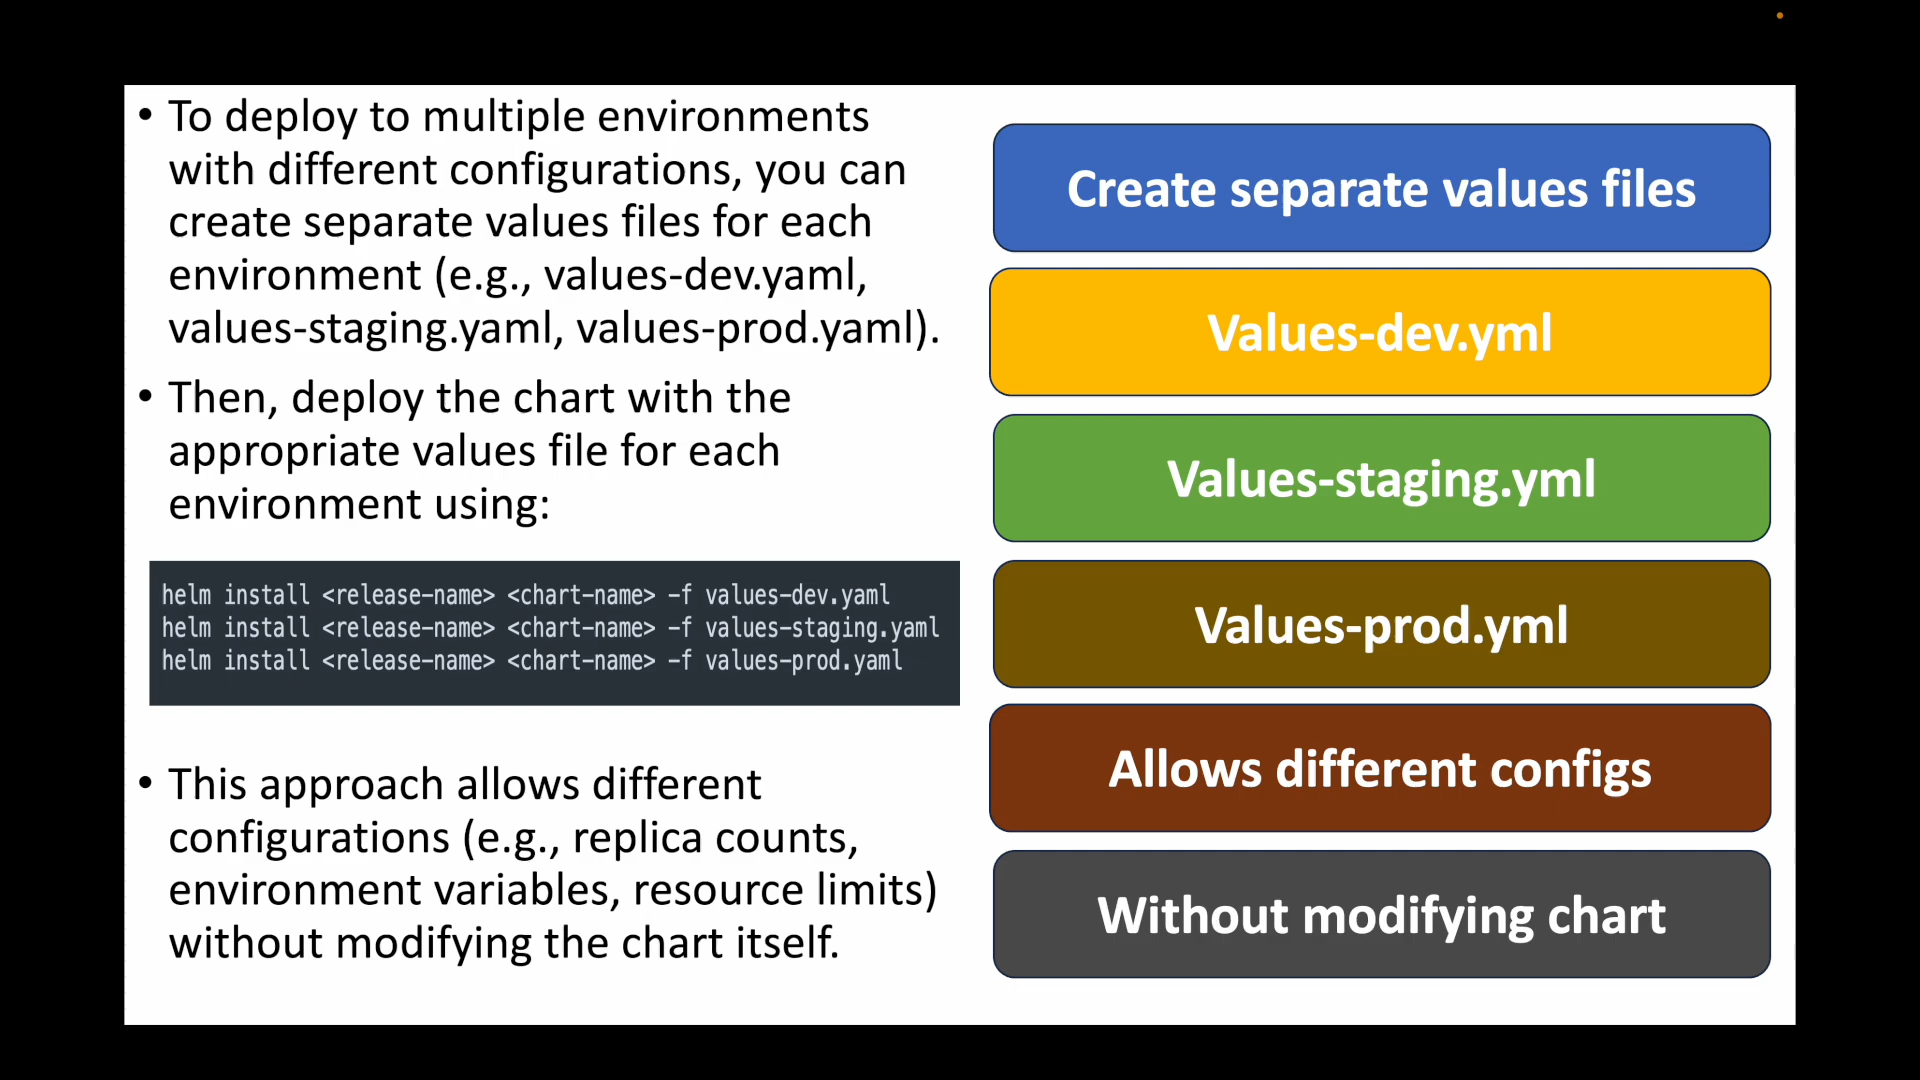 • To deploy to multiple environments
with different configurations, you can
create separate values files for each
environment (e.g., values-dev.yaml,
values-staging.yaml, values-prod.yaml).
• Then, deploy the chart with the
appropriate values file for each
environment using:
helm install <release-name> <chart-name> -f values-dev.yaml
helm install <release-name> <chart-name> -f values-staging.yaml
helm install <release-name> <chart-name> -f values-prod.yaml
• This approach allows different
configurations (e.g., replica counts,
environment variables, resource limits)
without modifying the chart itself.
Create separate values files
Values-dev.yml
Values-staging.yml
Values-prod.yml
Allows different configs
Without modifying chart